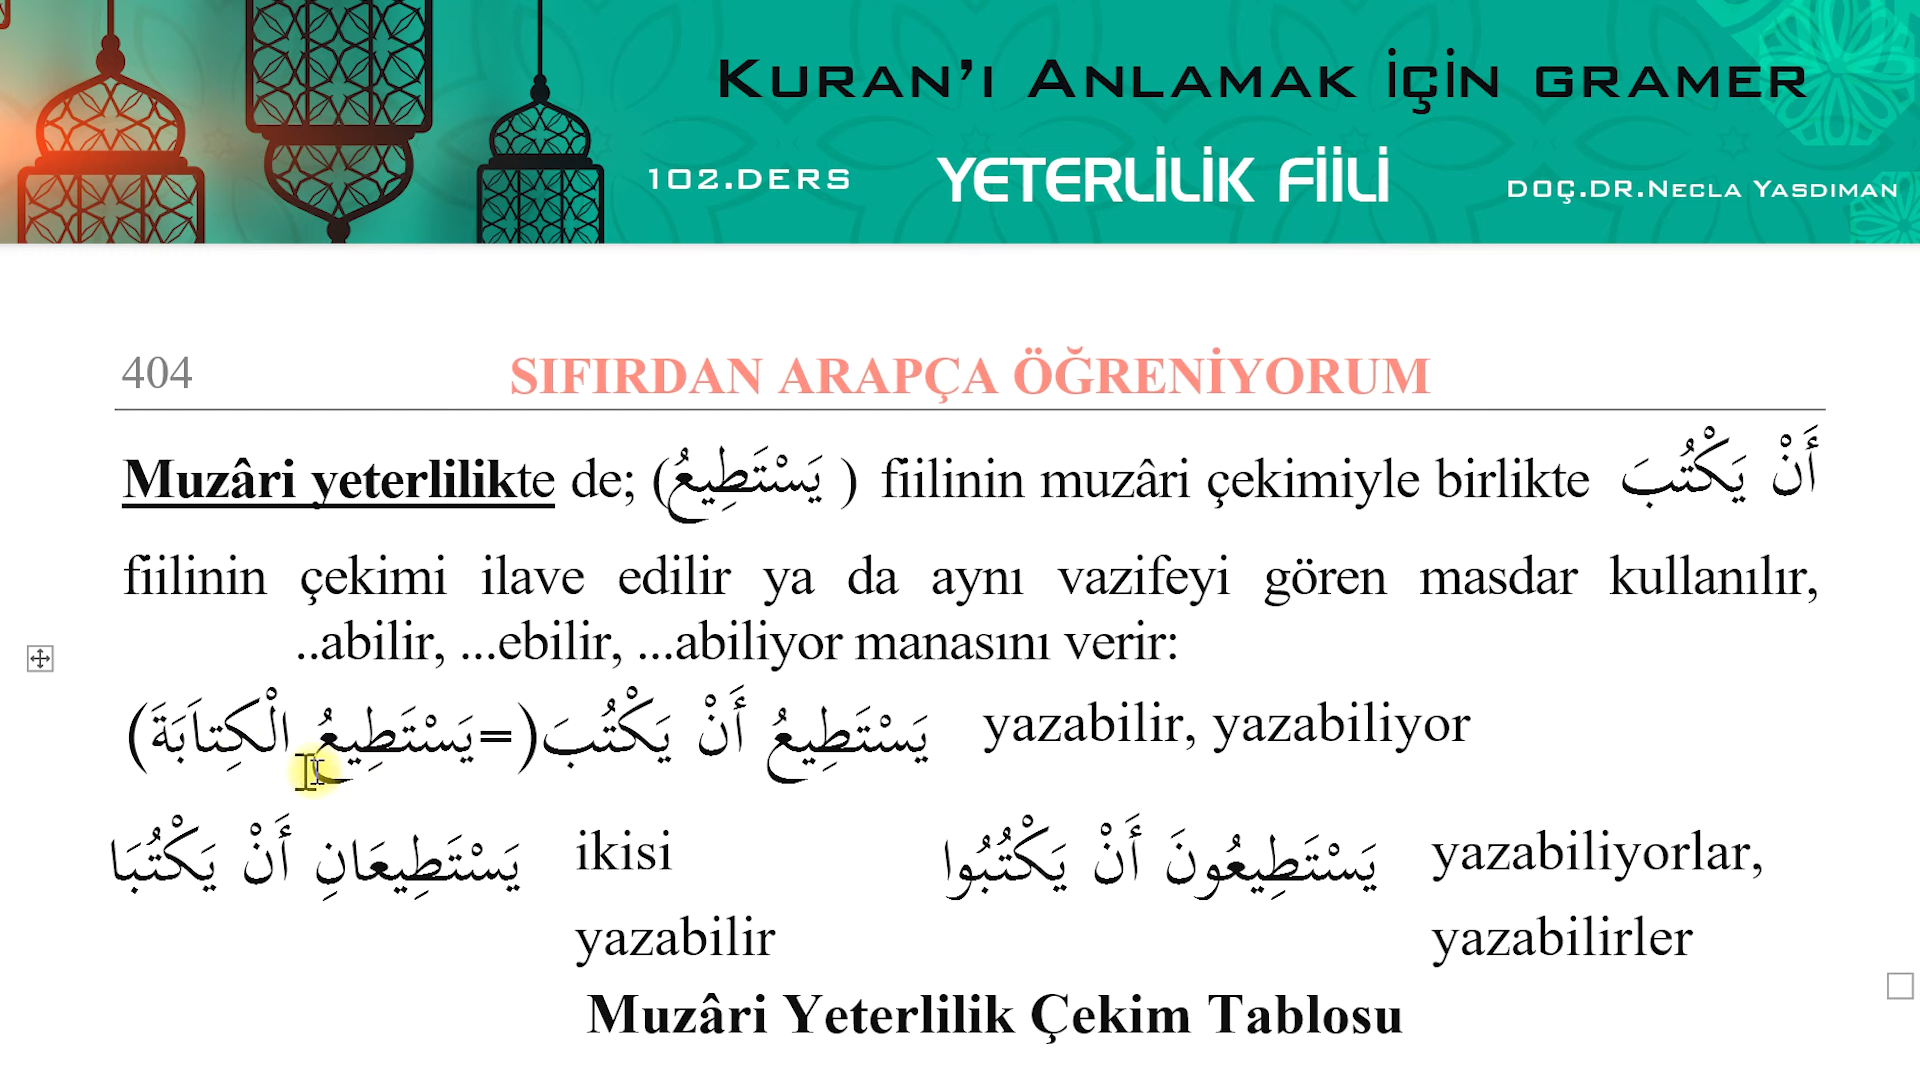 KURAN’I ANLAMAK İÇİN GRAMER
102.DERS YETERLİLİK FİİLİ DOÇ.DR.NECLA YASDIMAN
404 SIFIRDAN ARAPÇA ÖĞRENİYORUM
Muzâri yeterlilikte de; (يَسْتَطِيعُ ) fiilinin muzâri çekimiyle birlikte أَنْ يَكْتُبَ
fiilinin çekimi ilave edilir ya da aynı vazifeyi gören masdar kullanılır,
..abilir, ...ebilir, ...abiliyor manasını verir:
يَسْتَطِيعُ أَنْ يَكْتُبَ(=يَسْتَطِيعُ الْكِتاَبَةَ) yazabilir, yazabiliyor
يَسْتَطِيعَانِ أَنْ يَكْتُبَا ikisi يَسْتَطِيعُونَ أَنْ يَكْتُبُوا yazabiliyorlar,
yazabilir yazabilirler
Muzâri Yeterlilik Çekim Tablosu